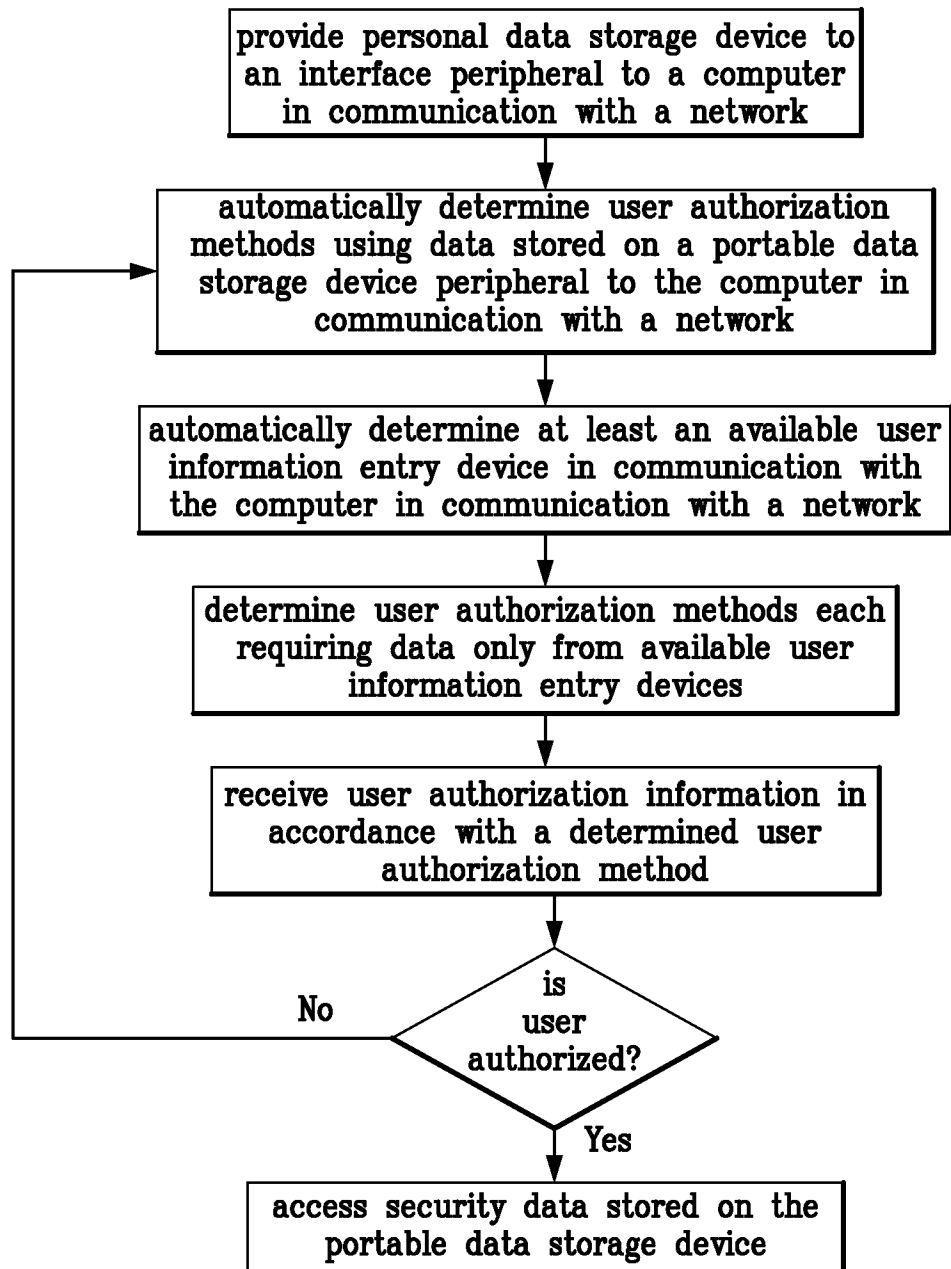 provide personal data storage device to
an interface peripheral to a computer
in communication with a network
automatically determine user authorization
methods using data stored on a portable data
storage device peripheral to the computer in
communication with a network
automatically determine at least an available user
information entry device in communication with
the computer in communication with a network
determine user authorization methods each
requiring data only from available user
information entry devices
receive user authorization information in
accordance with a determined user
authorization method
is
user
authorized?
No
Yes
access security data stored on the
portable data storage device